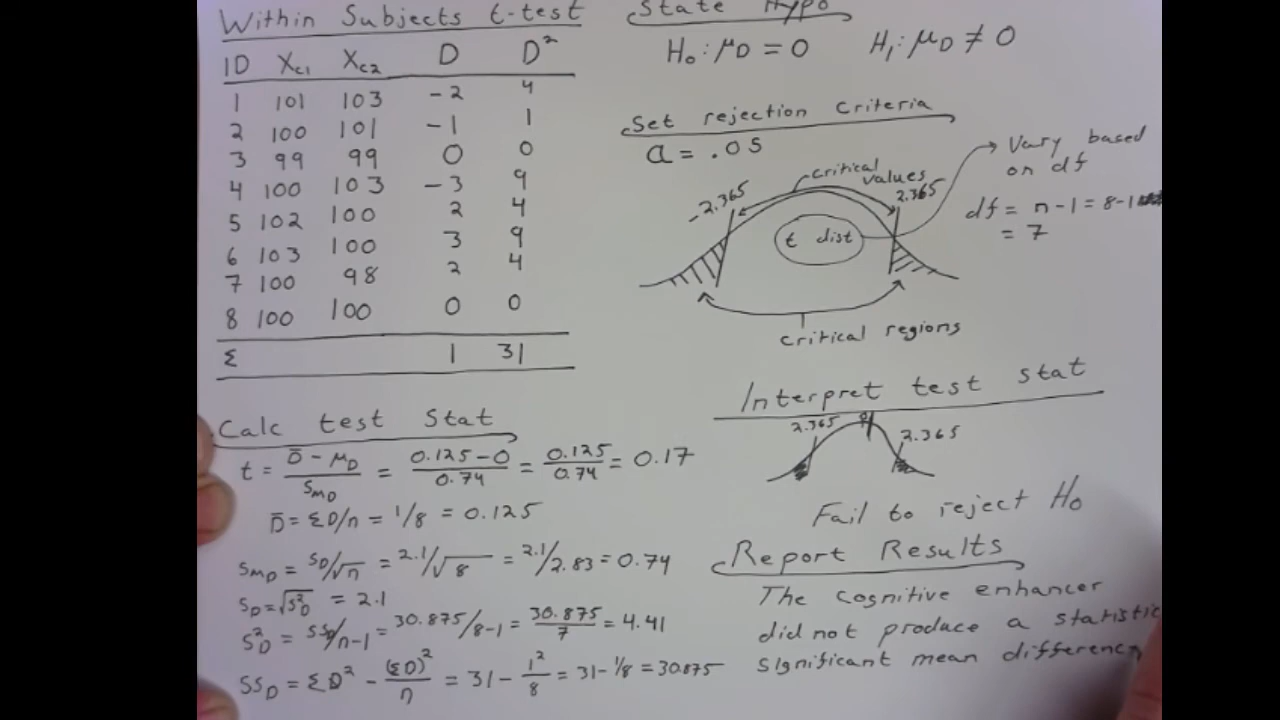 Within Subjects t-test
ID Xc1 Xc2 D D²
1 101 103 -2 4
2 100 101 -1 1
3 99 99 0 0
4 100 103 -3 9
5 102 100 2 4
6 103 100 3 9
7 100 98 2 4
8 100 100 0 0
Σ 1 31
Calc test Stat
t = D̄ - μD / sMD = 0.125-0 / 0.74 = 0.125 / 0.74 = 0.17
D̄ = ΣD/n = 1/8 = 0.125
sMD = sD/√n = 2.1/√8 = 2.1/2.83 = 0.74
sD = √s²D = 2.1
s²D = SSD/n-1 = 30.875/8-1 = 30.875/7 = 4.41
SSD = ΣD² - (ΣD)²/n = 31 - 1²/8 = 31 - 1/8 = 30.875
State Hypo
H₀: μD = 0 H₁: μD ≠ 0
Set rejection criteria
α = .05
critical
values
-2.365
2.365
t dist
Vary based
on df
df = n-1 = 8-1
= 7
critical regions
Interpret test stat
2.365
2.365
Fail to reject H₀
Report Results
The cognitive enhancer
did not produce a statistic
significant mean difference